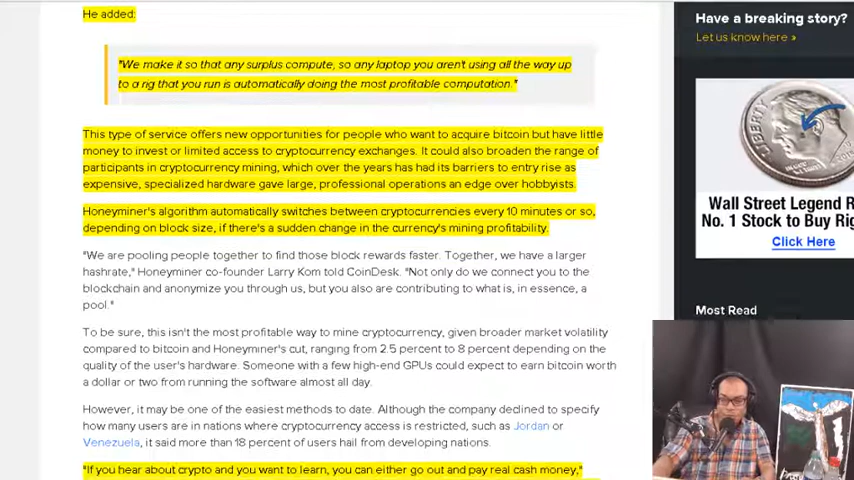 He added:
"We make it so that any surplus compute, so any laptop you aren't using all the way up
to a rig that you run is automatically doing the most profitable computation."
This type of service offers new opportunities for people who want to acquire bitcoin but have little
money to invest or limited access to cryptocurrency exchanges. It could also broaden the range of
participants in cryptocurrency mining, which over the years has had its barriers to entry rise as
expensive, specialized hardware gave large, professional operations an edge over hobbyists.
Honeyminer's algorithm automatically switches between cryptocurrencies every 10 minutes or so,
depending on block size, if there's a sudden change in the currency's mining profitability.
"We are pooling people together to find those block rewards faster. Together, we have a larger
hashrate," Honeyminer co-founder Larry Kom told CoinDesk. "Not only do we connect you to the
blockchain and anonymize you through us, but you also are contributing to what is, in essence, a
pool."
To be sure, this isn't the most profitable way to mine cryptocurrency, given broader market volatility
compared to bitcoin and Honeyminer's cut, ranging from 2.5 percent to 8 percent depending on the
quality of the user's hardware. Someone with a few high-end GPUs could expect to earn bitcoin worth
a dollar or two from running the software almost all day.
However, it may be one of the easiest methods to date. Although the company declined to specify
how many users are in nations where cryptocurrency access is restricted, such as Jordan or
Venezuela, it said more than 18 percent of users hail from developing nations.
"If you hear about crypto and you want to learn, you can either go out and pay real cash money,"
Have a breaking story?
Let us know here »
LIBERTY
Wall Street Legend R
No. 1 Stock to Buy Rig
Click Here
Most Read